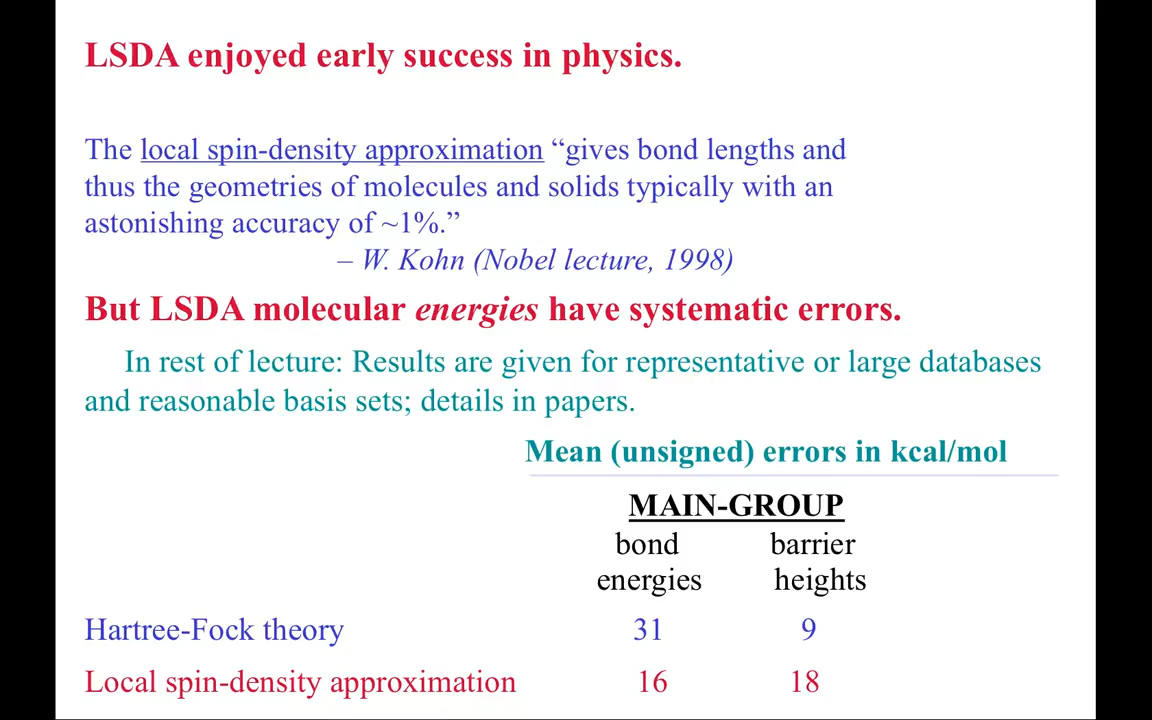 LSDA enjoyed early success in physics.
The local spin-density approximation “gives bond lengths and
thus the geometries of molecules and solids typically with an
astonishing accuracy of ~1%.”
– W. Kohn (Nobel lecture, 1998)
But LSDA molecular energies have systematic errors.
In rest of lecture: Results are given for representative or large databases
and reasonable basis sets; details in papers.
Mean (unsigned) errors in kcal/mol
MAIN-GROUP
bond barrier
energies heights
Hartree-Fock theory 31 9
Local spin-density approximation 16 18